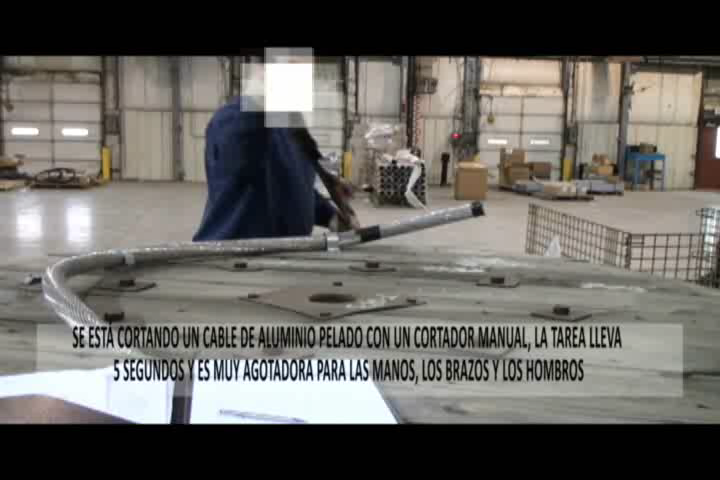 SE ESTÁ CORTANDO UN CABLE DE ALUMINIO PELADO CON UN CORTADOR MANUAL, LA TAREA LLEVA
5 SEGUNDOS Y ES MUY AGOTADORA PARA LAS MANOS, LOS BRAZOS Y LOS HOMBROS